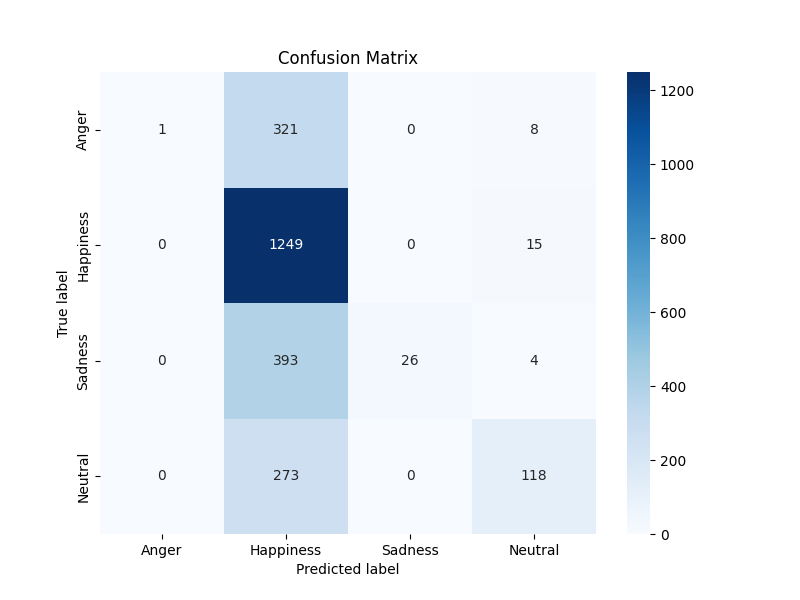 Confusion Matrix
True label
Anger 1 321 0 8
Happiness 0 1249 0 15
Sadness 0 393 26 4
Neutral 0 273 0 118
Anger Happiness Sadness Neutral
Predicted label
1200
1000
800
600
400
200
0